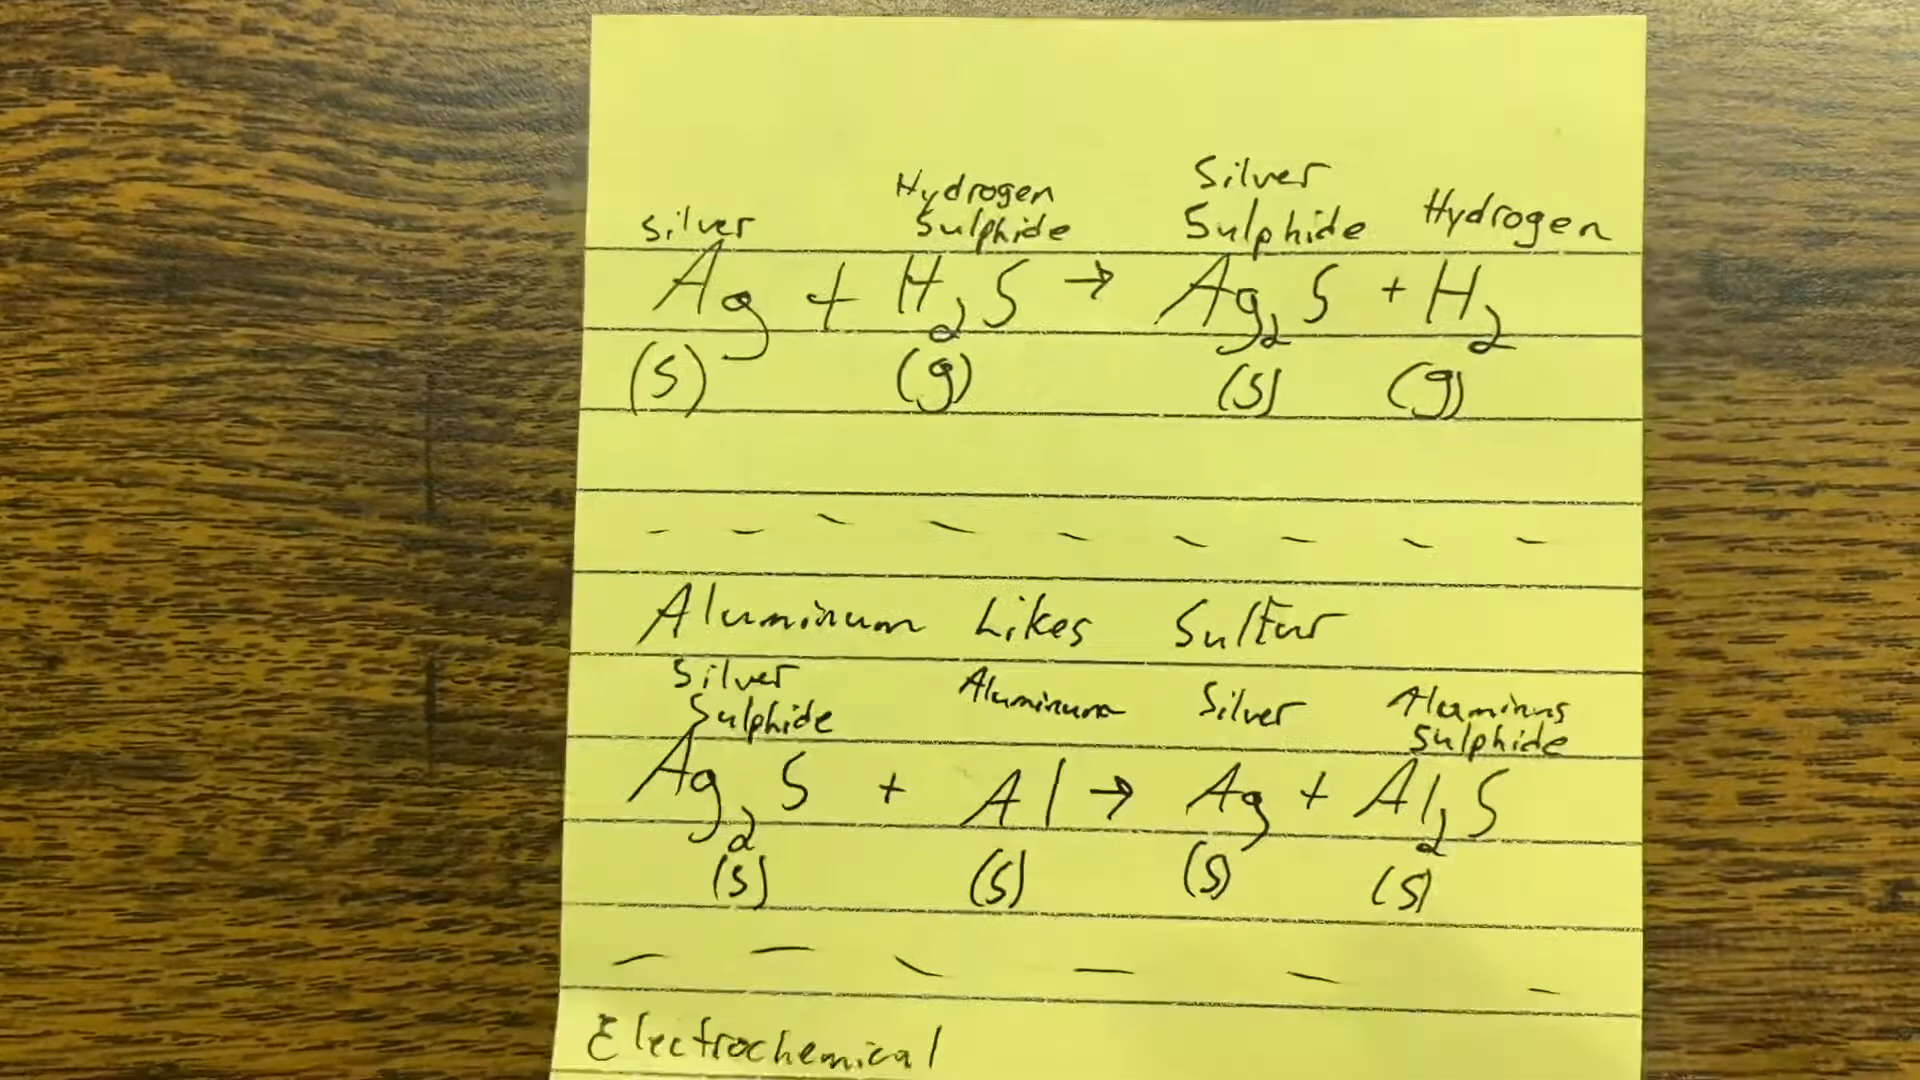 Silver Hydrogen Sulphide Silver Sulphide Hydrogen
Ag + H₂S → Ag₂S + H₂
(s) (g) (s) (g)
Aluminum Likes Sulfur
Silver Sulphide Aluminum Silver Aluminum Sulphide
Ag₂S + Al → Ag + Al₂S
(s) (s) (s) (s)
Electrochemical